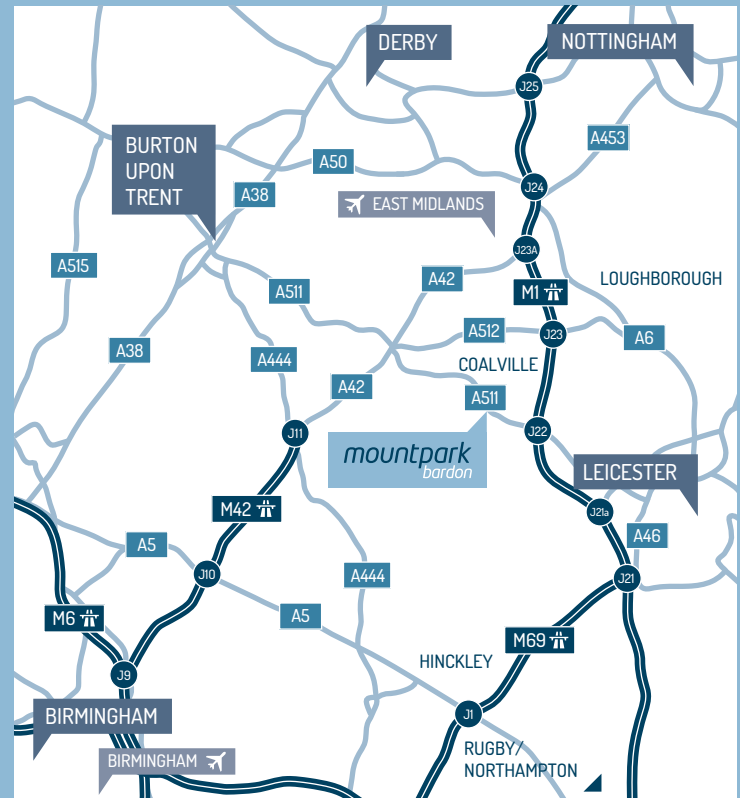 DERBY
NOTTINGHAM
J25
BURTON
UPON
TRENT
A453
A50
J24
A38
EAST MIDLANDS
J23A
A515
A42
LOUGHBOROUGH
A511
M1
A512
J23
A6
A38
A444
COALVILLE
A42
A511
J11
J22
mountpark
bardon
LEICESTER
M42
J21a
A5
A46
J10
A444
J21
M6
A5
M69
HINCKLEY
J9
BIRMINGHAM
J1
RUGBY/
NORTHAMPTON
BIRMINGHAM